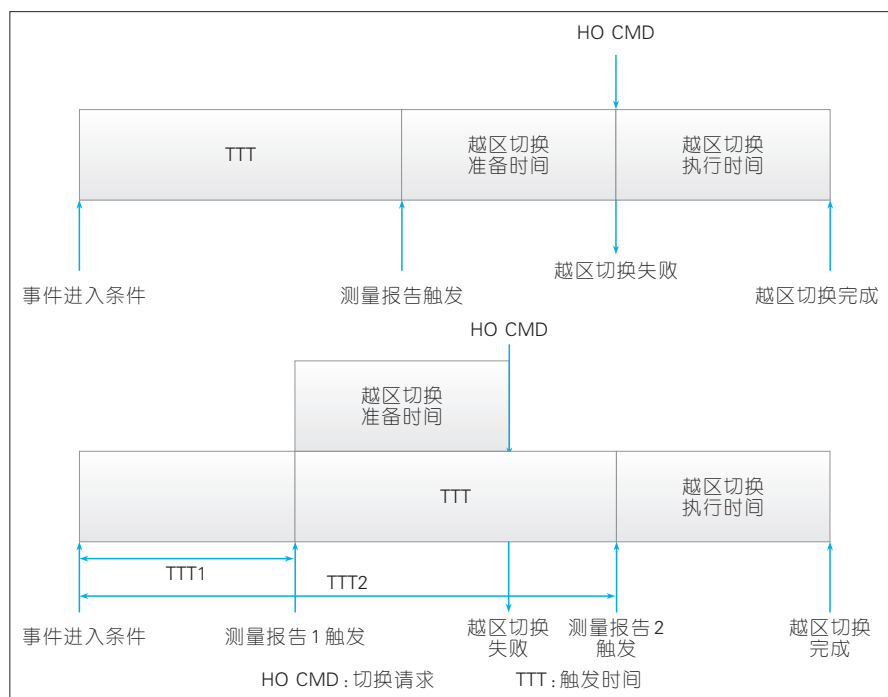 HO CMD
TTT
越区切换
准备时间
越区切换
执行时间
事件进入条件
测量报告触发
越区切换失败
越区切换完成
HO CMD
越区切换
准备时间
TTT
越区切换
执行时间
TTT1
TTT2
事件进入条件
测量报告1触发
越区切换
失败
测量报告2
触发
越区切换
完成
HO CMD:切换请求
TTT:触发时间